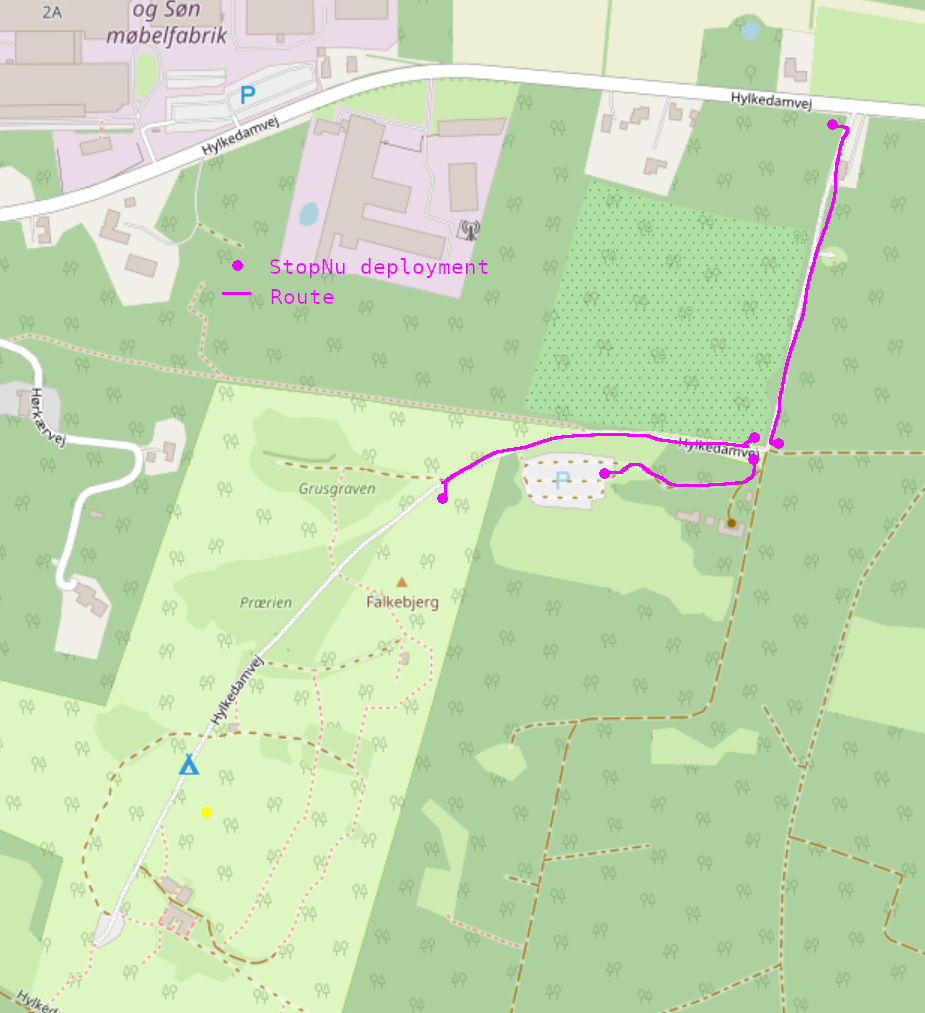 2A
og Søn
møbelfabrik
P
Hylkedamvej
Hylkedamvej
StopNu deployment
Route
Hørkærvej
Hylkedamvej
P
Grusgraven
Prærien
Falkebjerg
Hylkedamvej
Hylked